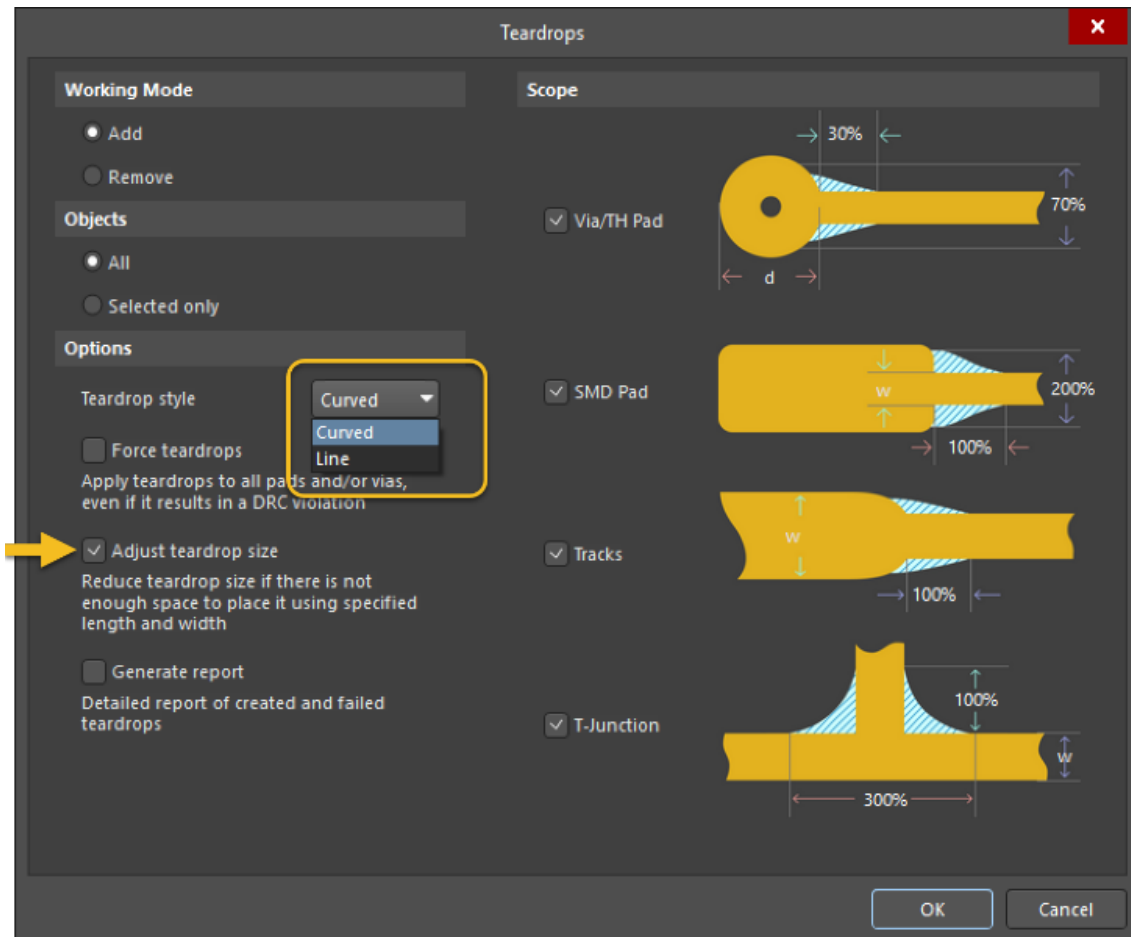 Teardrops
Working Mode
Add
Remove
Objects
All
Selected only
Options
Teardrop style
Curved
Curved
Line
Force teardrops
Apply teardrops to all pads and/or vias,
even if it results in a DRC violation
Adjust teardrop size
Reduce teardrop size if there is not
enough space to place it using specified
length and width
Generate report
Detailed report of created and failed
teardrops
Scope
Via/TH Pad
30%
70%
d
SMD Pad
w
200%
100%
Tracks
w
100%
T-Junction
100%
w
300%
OK
Cancel